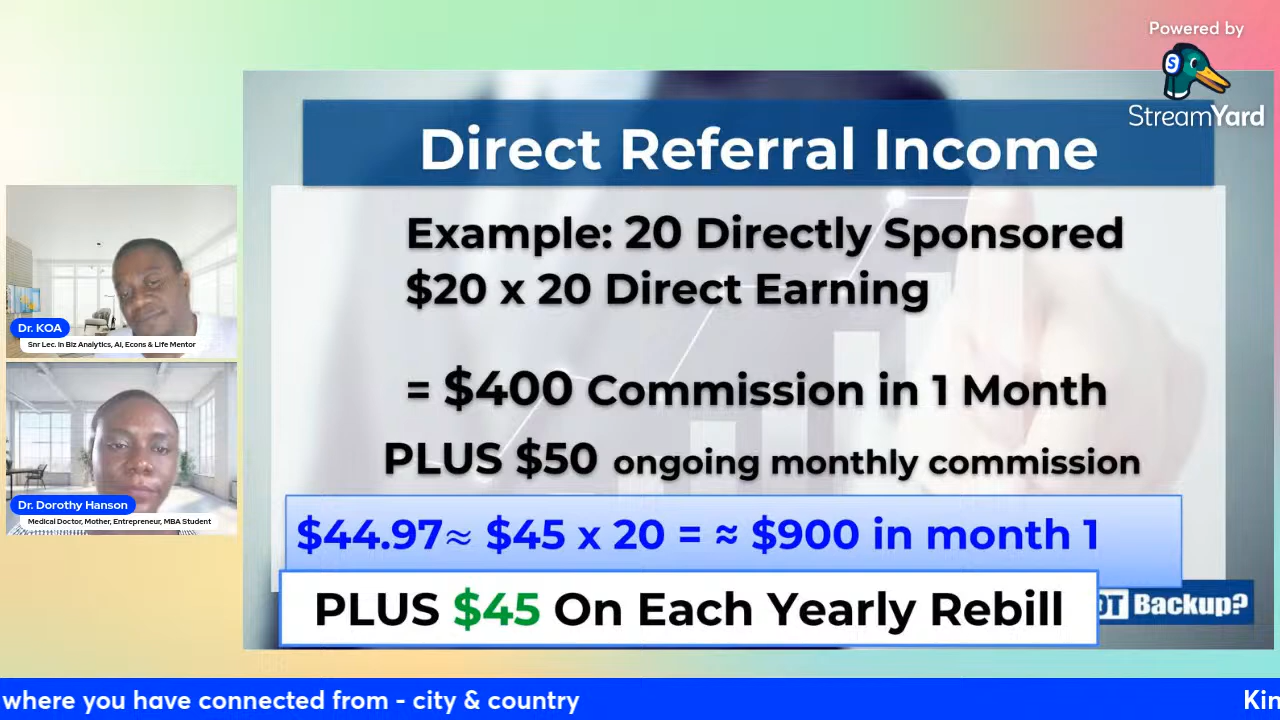 Powered by
StreamYard
Direct Referral Income
Example: 20 Directly Sponsored
$20 x 20 Direct Earning
= $400 Commission in 1 Month
PLUS $50 ongoing monthly commission
$44.97≈ $45 x 20 = ≈ $900 in month 1
PLUS $45 On Each Yearly Rebill
Backup?
Dr. KOA
Snr Lec. in Biz Analytics, AI, Econs & Life Mentor
Dr. Dorothy Hanson
Medical Doctor, Mother, Entrepreneur, MBA Student
where you have connected from - city & country